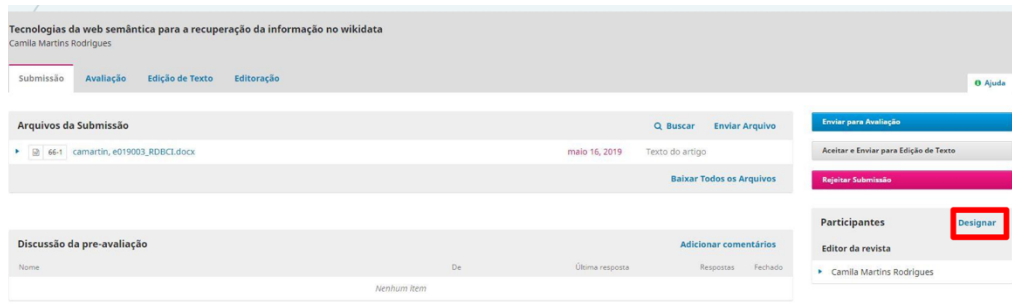 Tecnologias da web semântica para a recuperação da informação no wikidata
Camila Martins Rodrigues
Submissão Avaliação Edição de Texto Editoração
Ajuda
Arquivos da Submissão Buscar Enviar Arquivo
66-1 camartin, e019003_RDBCI.docx maio 16, 2019 Texto do artigo
Baixar Todos os Arquivos
Enviar para Avaliação
Aceitar e Enviar para Edição de Texto
Rejeitar Submissão
Participantes Designar
Editor da revista
Camila Martins Rodrigues
Discussão da pre-avaliação Adicionar comentários
Nome De Última resposta Respostas Fechado
Nenhum item